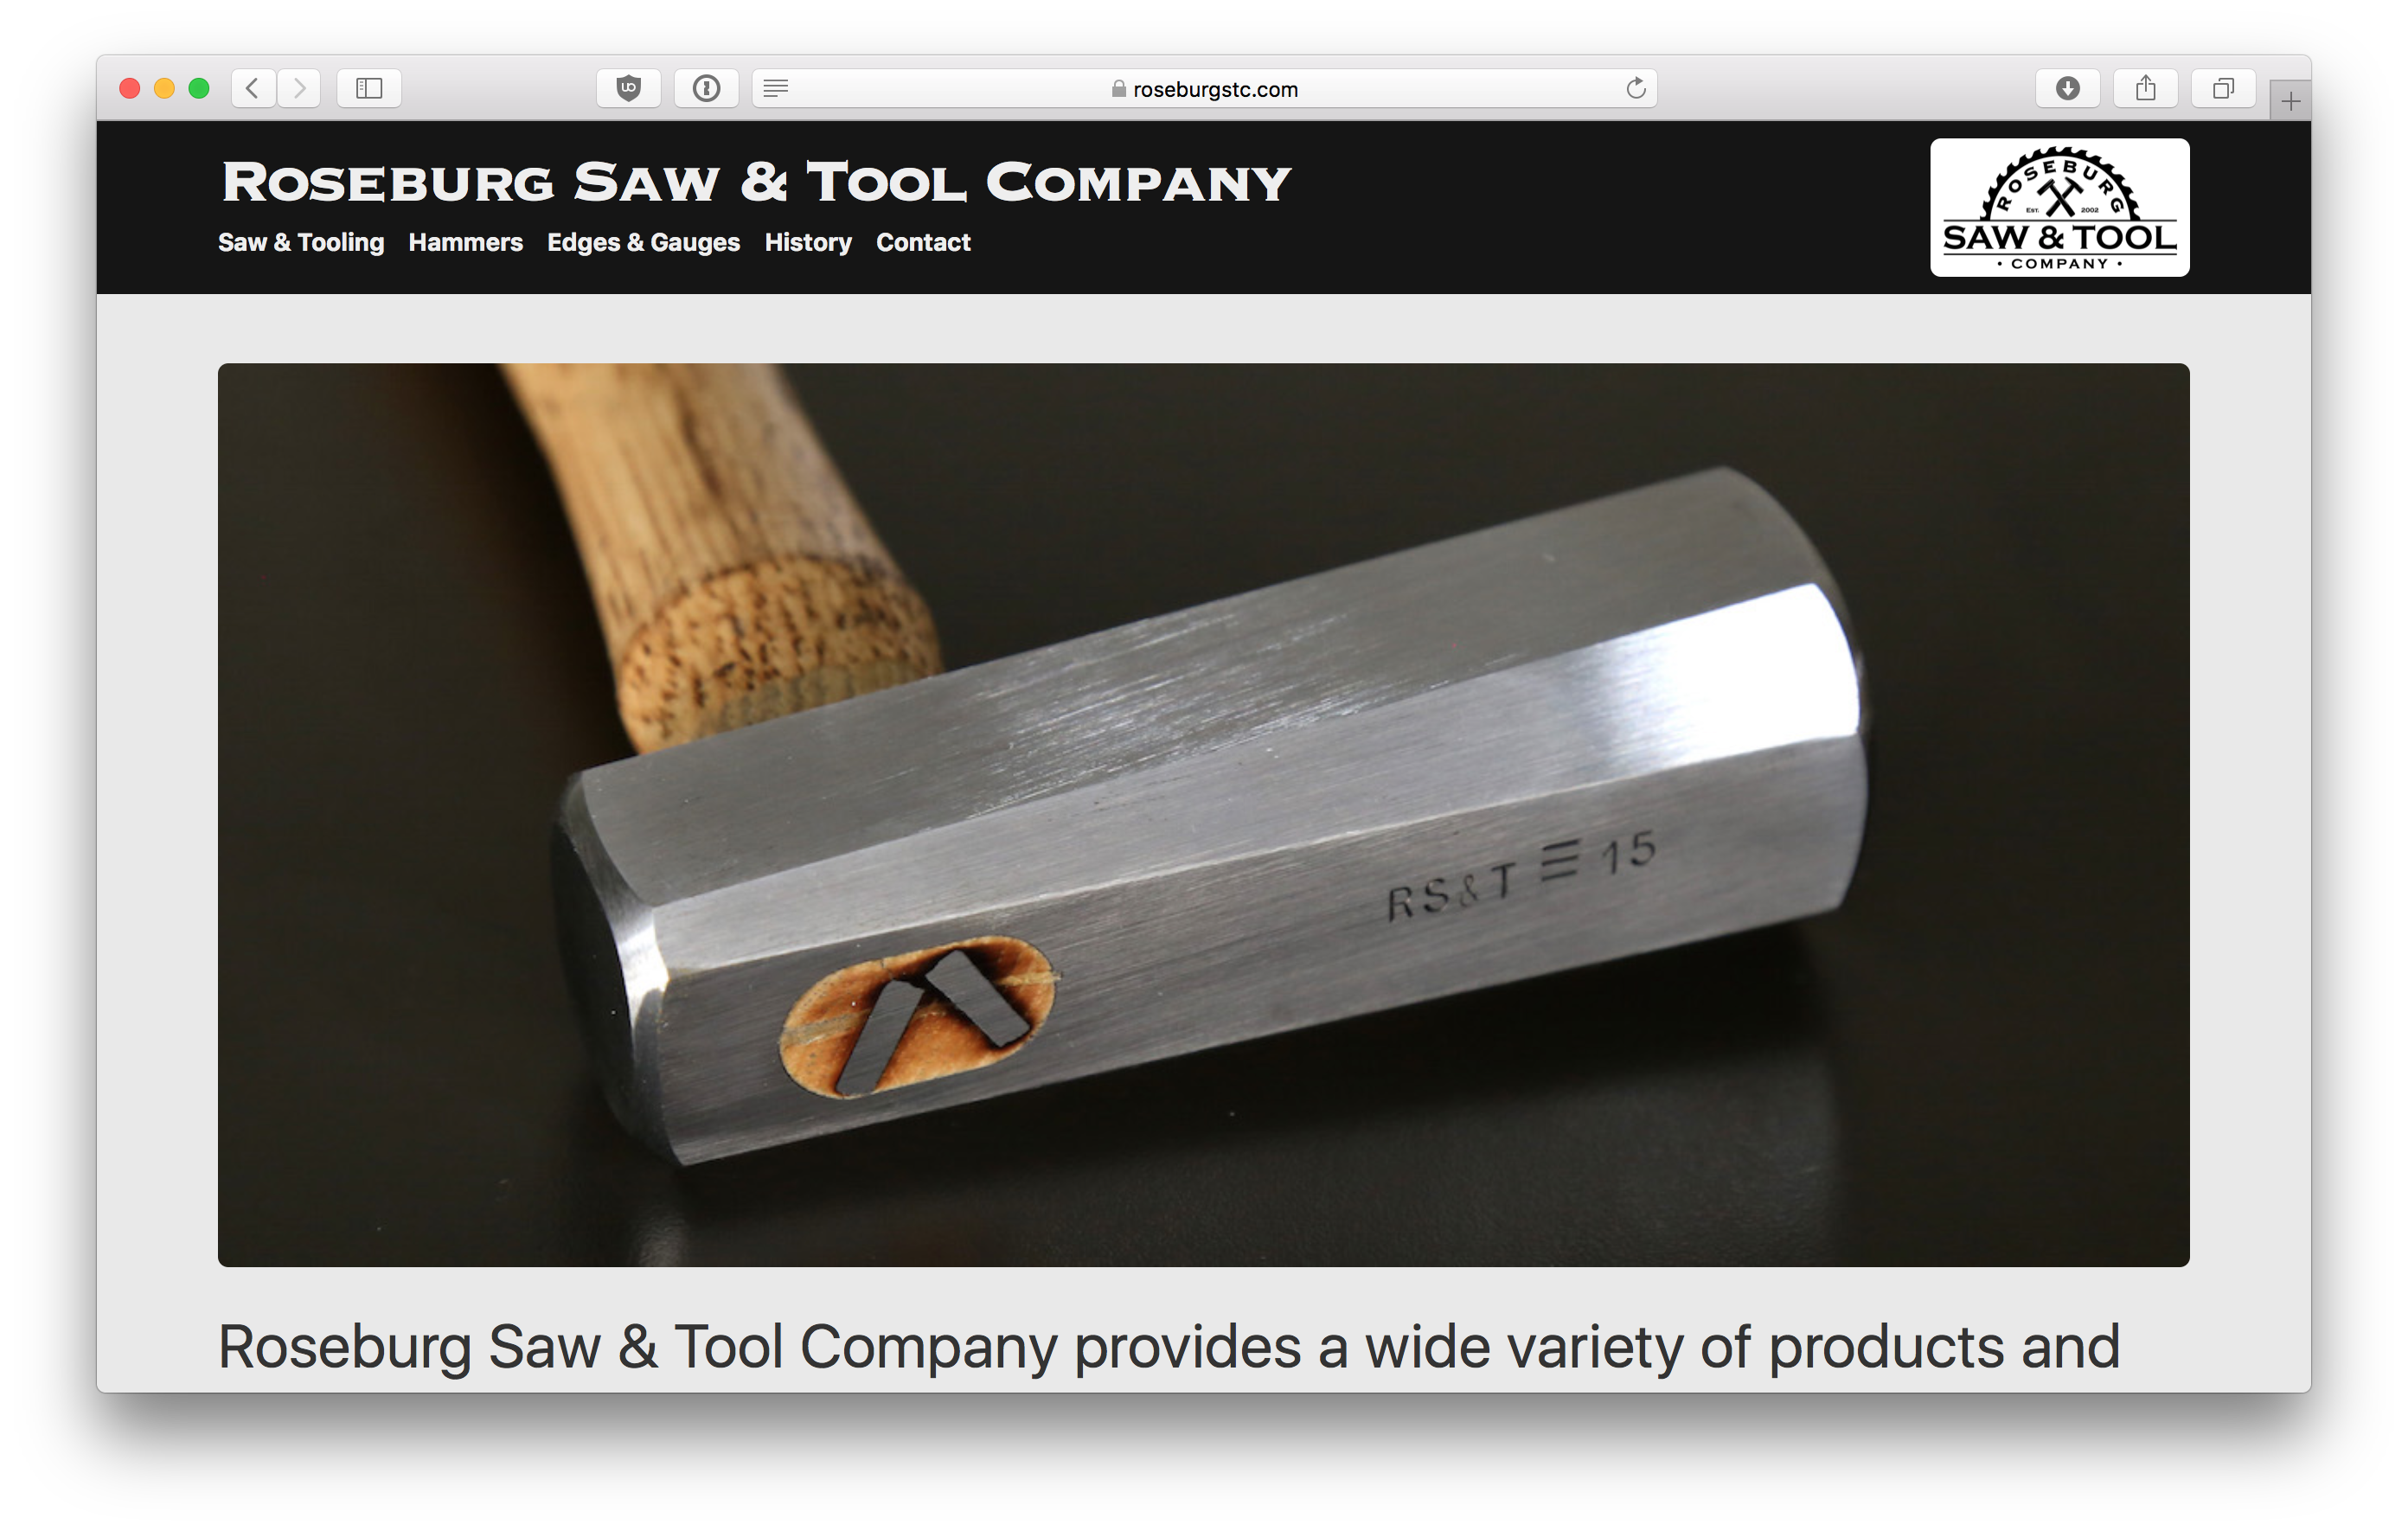 roseburgstc.com
Roseburg Saw & Tool Company
Saw & Tooling Hammers Edges & Gauges History Contact
ROSEBURG
EST. 2002
SAW & TOOL
• COMPANY •
RS&T ☰ 15
Roseburg Saw & Tool Company provides a wide variety of products and